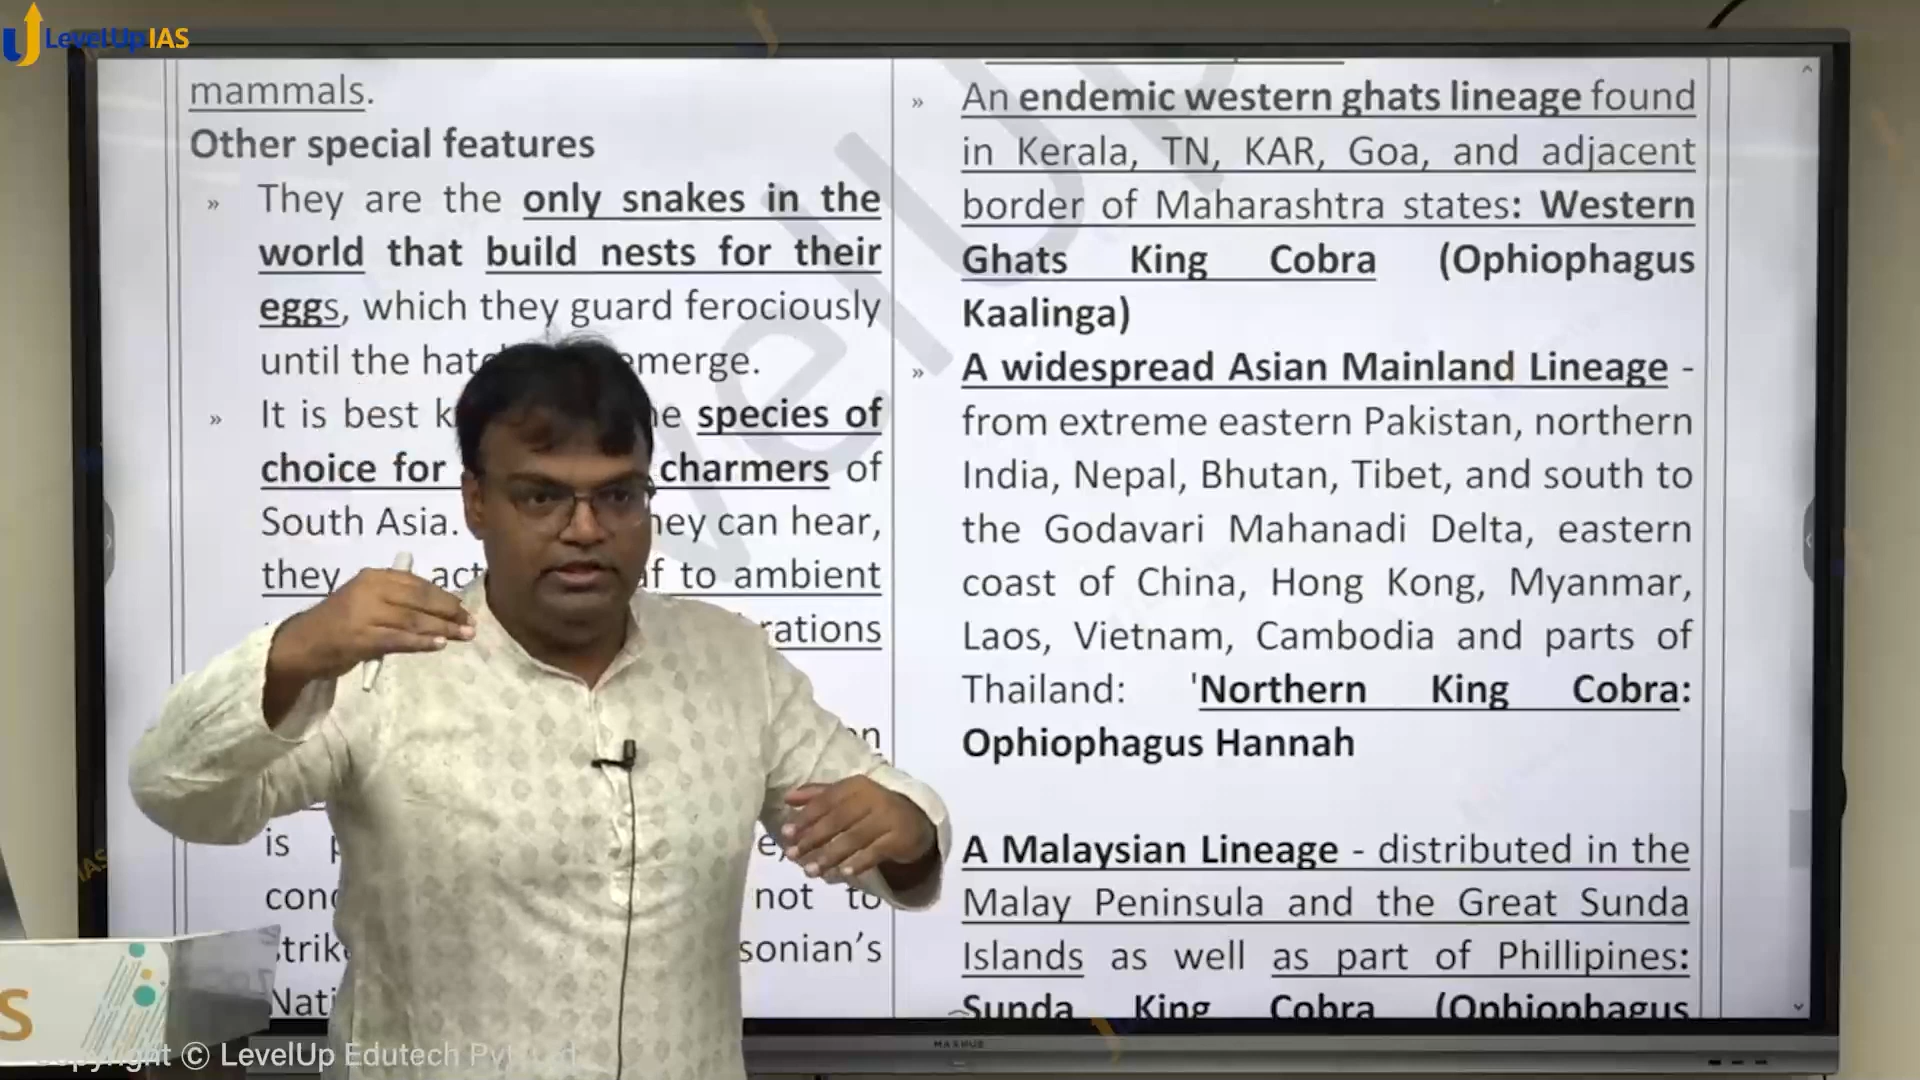 LevelUp IAS
mammals.
Other special features
» They are the only snakes in the
world that build nests for their
eggs, which they guard ferociously
until the emerge.
» It is best species of
choice for charmers of
South Asia. they can hear,
they to ambient
rations
is
not to
sonian's
» An endemic western ghats lineage found
in Kerala, TN, KAR, Goa, and adjacent
border of Maharashtra states: Western
Ghats King Cobra (Ophiophagus
Kaalinga)
» A widespread Asian Mainland Lineage -
from extreme eastern Pakistan, northern
India, Nepal, Bhutan, Tibet, and south to
the Godavari Mahanadi Delta, eastern
coast of China, Hong Kong, Myanmar,
Laos, Vietnam, Cambodia and parts of
Thailand: 'Northern King Cobra:
Ophiophagus Hannah
A Malaysian Lineage - distributed in the
Malay Peninsula and the Great Sunda
Islands as well as part of Phillipines:
Sunda King Cobra (Ophiophagus
MAXHUB
S
Copyright © LevelUp Edutech Pvt. Ltd